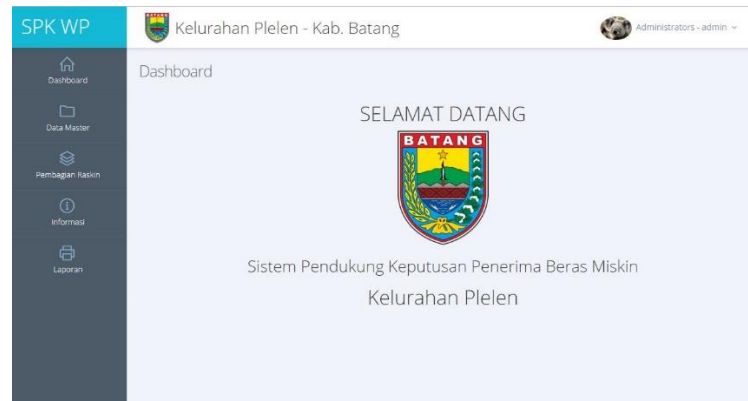 SPK WP
Kelurahan Plelen - Kab. Batang
Administrators - admin
Dashboard
Data Master
Pembagian Raskin
Informasi
Laporan
Dashboard
SELAMAT DATANG
BATANG
Sistem Pendukung Keputusan Penerima Beras Miskin
Kelurahan Plelen